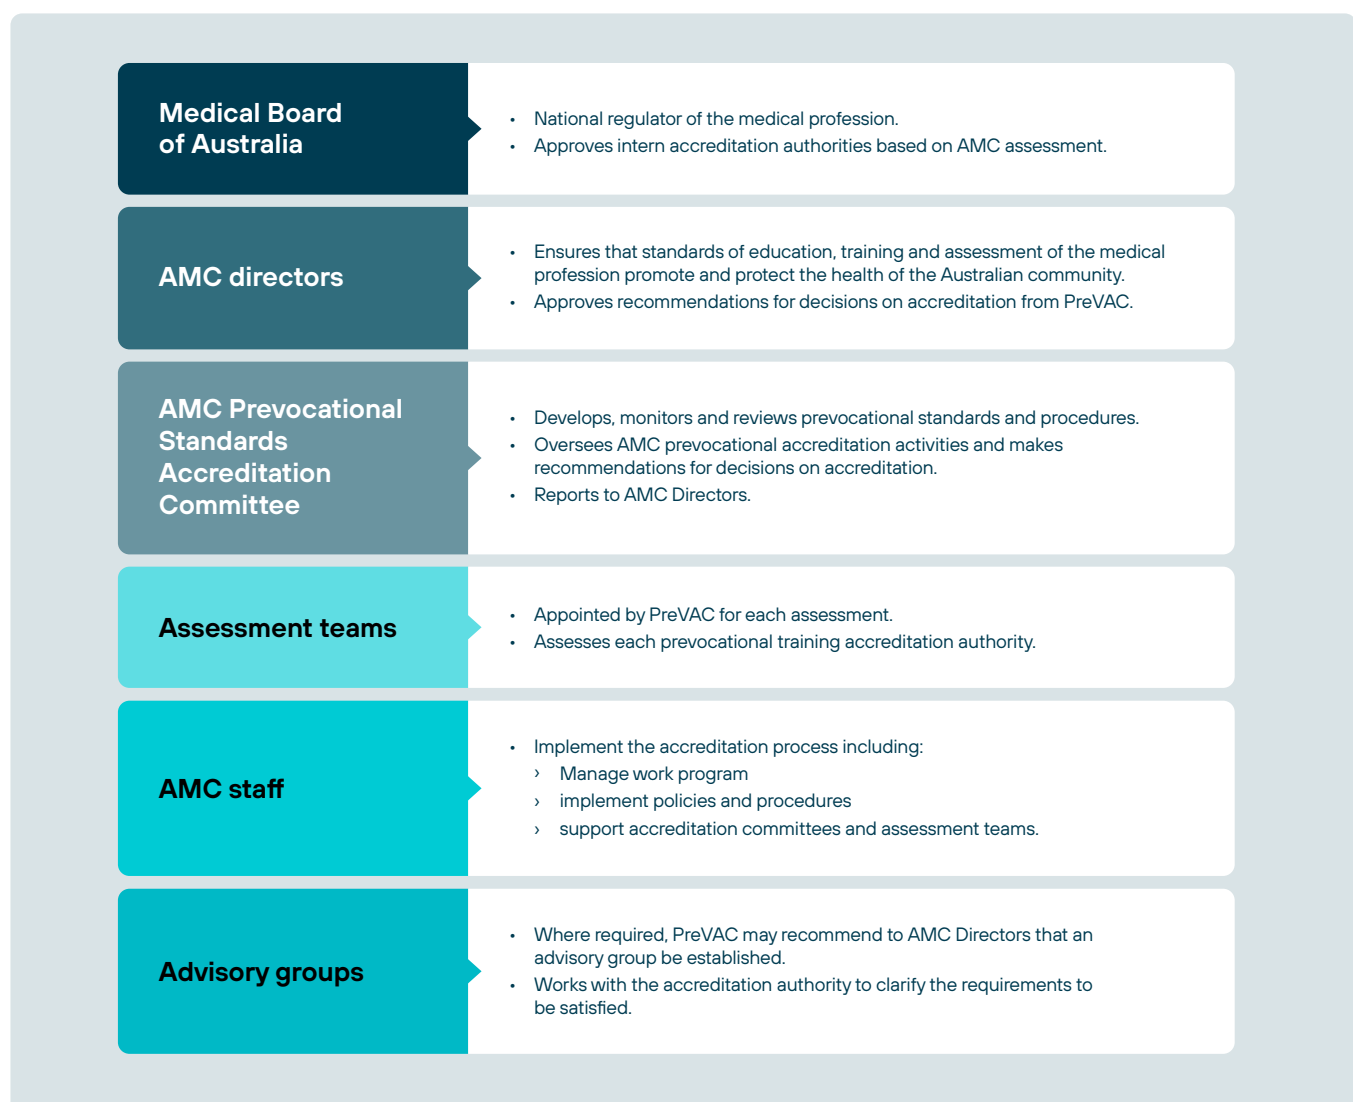 Medical Board
of Australia
• National regulator of the medical profession.
• Approves intern accreditation authorities based on AMC assessment.
AMC directors
• Ensures that standards of education, training and assessment of the medical
profession promote and protect the health of the Australian community.
• Approves recommendations for decisions on accreditation from PreVAC.
AMC Prevocational
Standards
Accreditation
Committee
• Develops, monitors and reviews prevocational standards and procedures.
• Oversees AMC prevocational accreditation activities and makes
recommendations for decisions on accreditation.
• Reports to AMC Directors.
Assessment teams
• Appointed by PreVAC for each assessment.
• Assesses each prevocational training accreditation authority.
AMC staff
• Implement the accreditation process including:
› Manage work program
› implement policies and procedures
› support accreditation committees and assessment teams.
Advisory groups
• Where required, PreVAC may recommend to AMC Directors that an
advisory group be established.
• Works with the accreditation authority to clarify the requirements to
be satisfied.